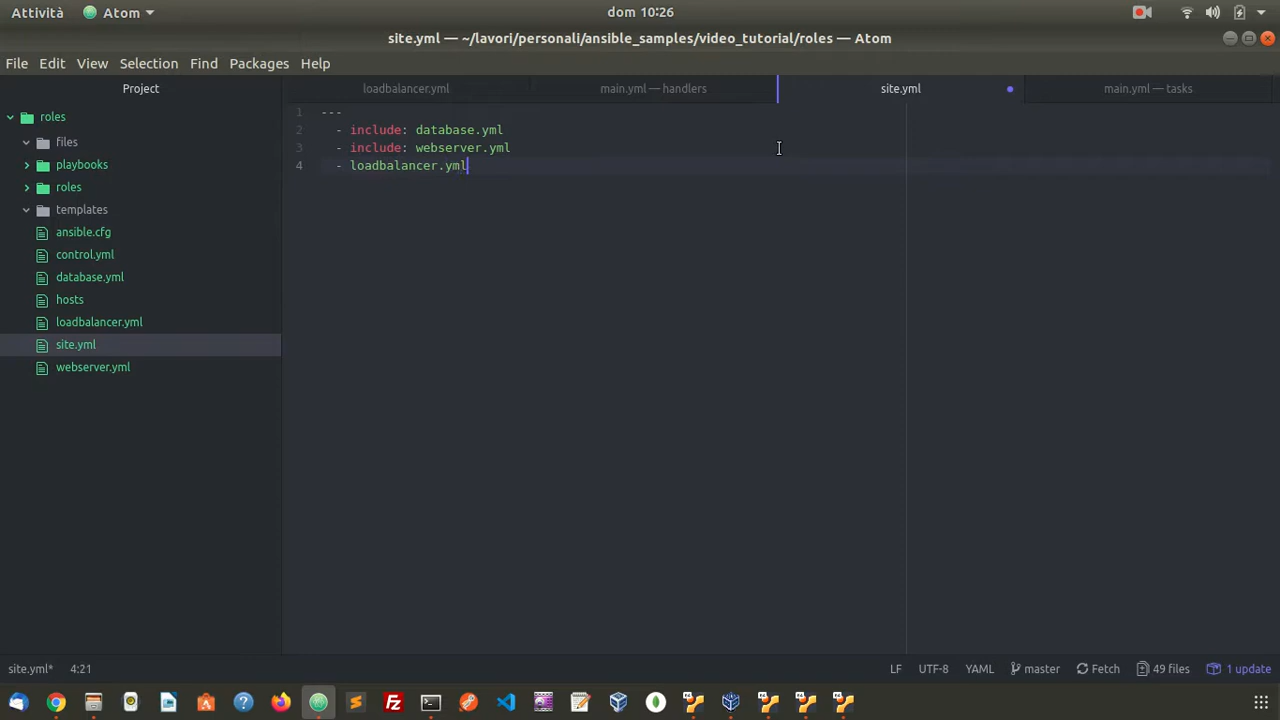 Attività Atom dom 10:26
site.yml — ~/lavori/personali/ansible_samples/video_tutorial/roles — Atom
File Edit View Selection Find Packages Help
Project loadbalancer.yml main.yml — handlers site.yml main.yml — tasks
roles
files
playbooks
roles
templates
ansible.cfg
control.yml
database.yml
hosts
loadbalancer.yml
site.yml
webserver.yml
1 ---
2 - include: database.yml
3 - include: webserver.yml
4 - loadbalancer.yml
site.yml* 4:21 LF UTF-8 YAML master Fetch 49 files 1 update